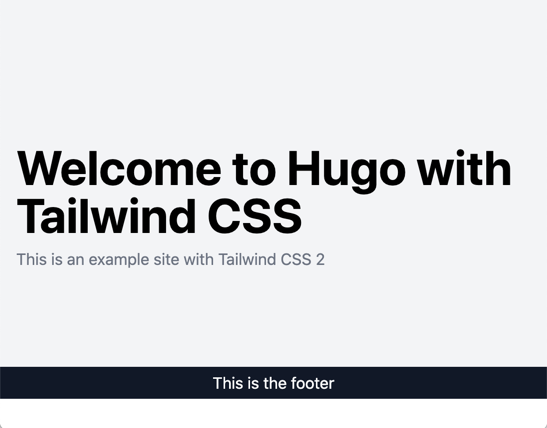 Welcome to Hugo with
Tailwind CSS
This is an example site with Tailwind CSS 2
This is the footer